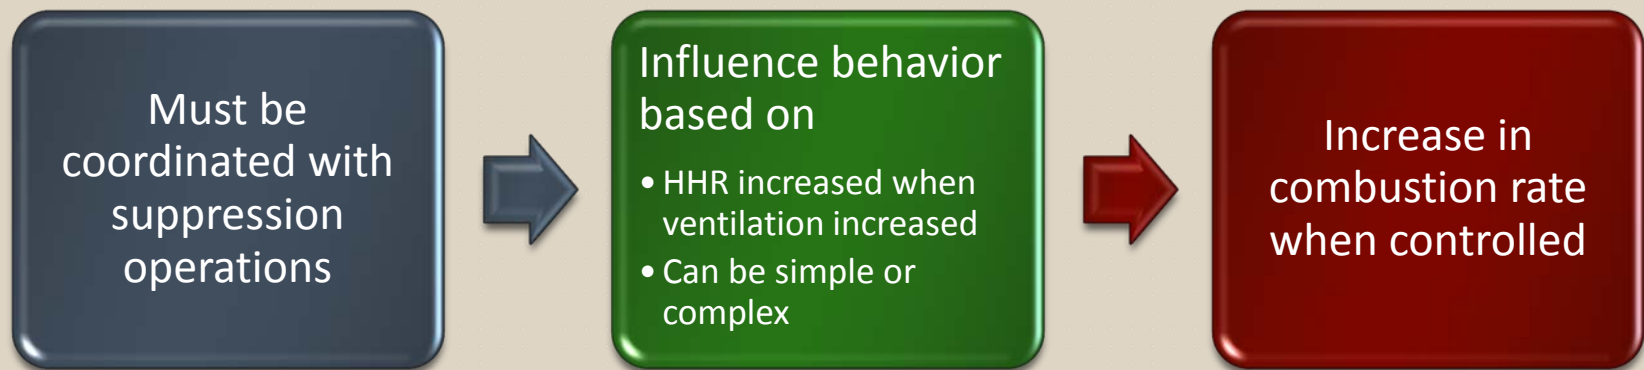 Must be
coordinated with
suppression
operations
Influence behavior
based on
• HHR increased when
ventilation increased
• Can be simple or
complex
Increase in
combustion rate
when controlled